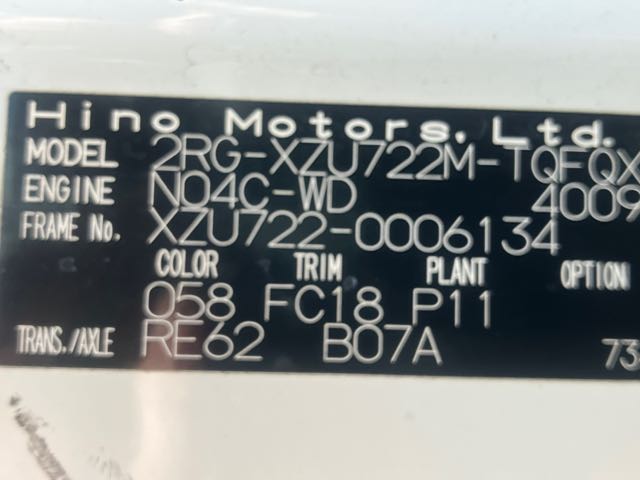 Hino Motors, Ltd.
MODEL 2RG-XZU722M-TQFQX
ENGINE N04C-WD 4009
FRAME No. XZU722-0006134
COLOR TRIM PLANT OPTION
058 FC18 P11
TRANS./AXLE RE62 B07A 73